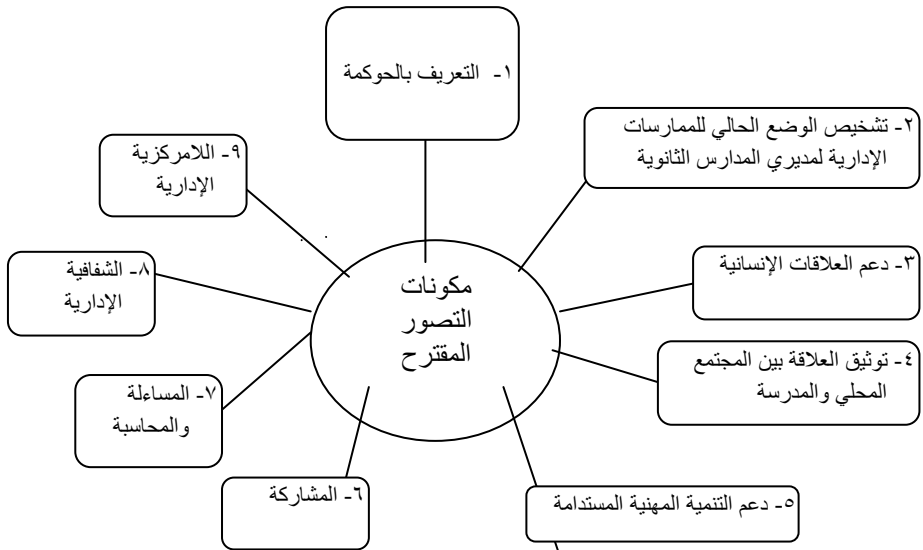 ١- التعريف بالحوكمة
٢- تشخيص الوضع الحالي للممارسات
الإدارية لمديري المدارس الثانوية
٣- دعم العلاقات الإنسانية
٤- توثيق العلاقة بين المجتمع
المحلي والمدرسة
٥- دعم التنمية المهنية المستدامة
٦- المشاركة
٧- المساءلة
والمحاسبة
٨- الشفافية
الإدارية
٩- اللامركزية
الإدارية
مكونات
التصور
المقترح